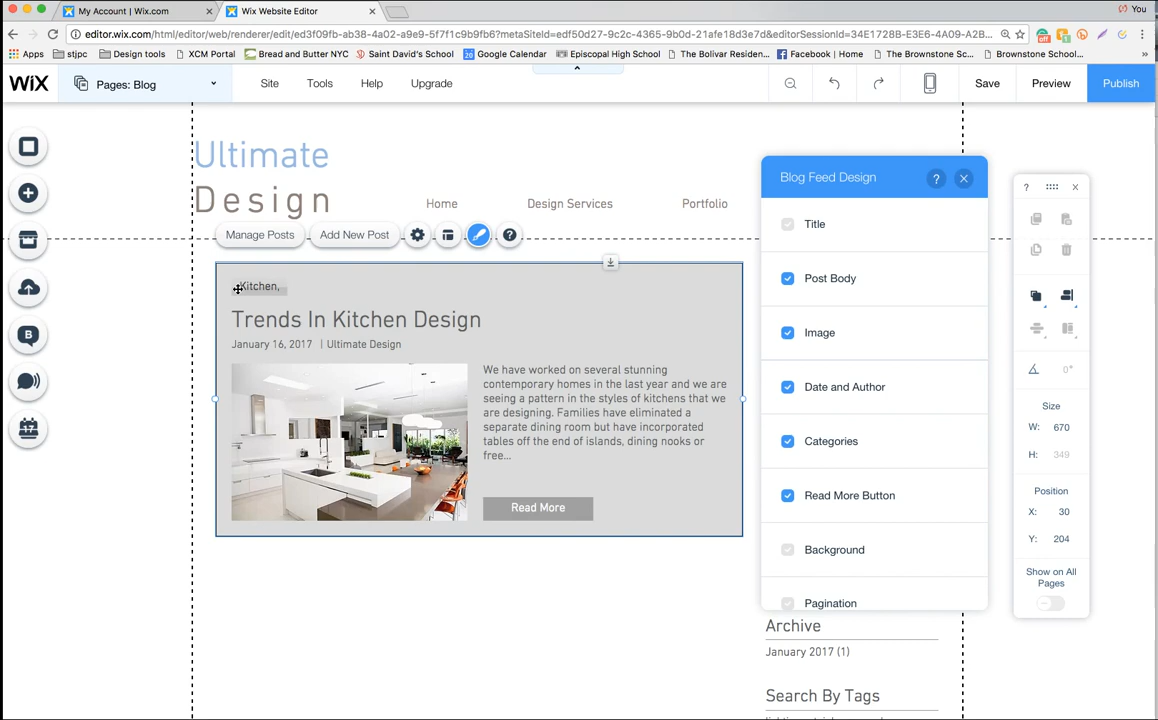 My Account | Wix.com
Wix Website Editor
You
editor.wix.com/html/editor/web/renderer/edit/ed3f09fb-ab38-4a02-a9e9-5f7f1c9b9fb6?metaSiteId=edf50d27-9c2c-4365-9b0d-21afe18d3e7d&editorSessionId=34E1728B-E3E6-4A09-A2B...
Apps
stjpc
Design tools
XCM Portal
Bread and Butter NYC
Saint David's School
20 Google Calendar
Episcopal High School
The Bolivar Residen...
Facebook | Home
The Brownstone Sc...
Brownstone School...
»
WiX
Pages: Blog
Site
Tools
Help
Upgrade
Save
Preview
Publish
Ultimate
Design
Home
Design Services
Portfolio
Manage Posts
Add New Post
?
Kitchen,
Trends In Kitchen Design
January 16, 2017 | Ultimate Design
We have worked on several stunning
contemporary homes in the last year and we are
seeing a pattern in the styles of kitchens that we
are designing. Families have eliminated a
separate dining room but have incorporated
tables off the end of islands, dining nooks or
free...
Read More
B
17
Blog Feed Design
?
Title
Post Body
Image
Date and Author
Categories
Read More Button
Background
Pagination
Archive
January 2017 (1)
Search By Tags
?
0°
Size
W: 670
H: 349
Position
X: 30
Y: 204
Show on All
Pages